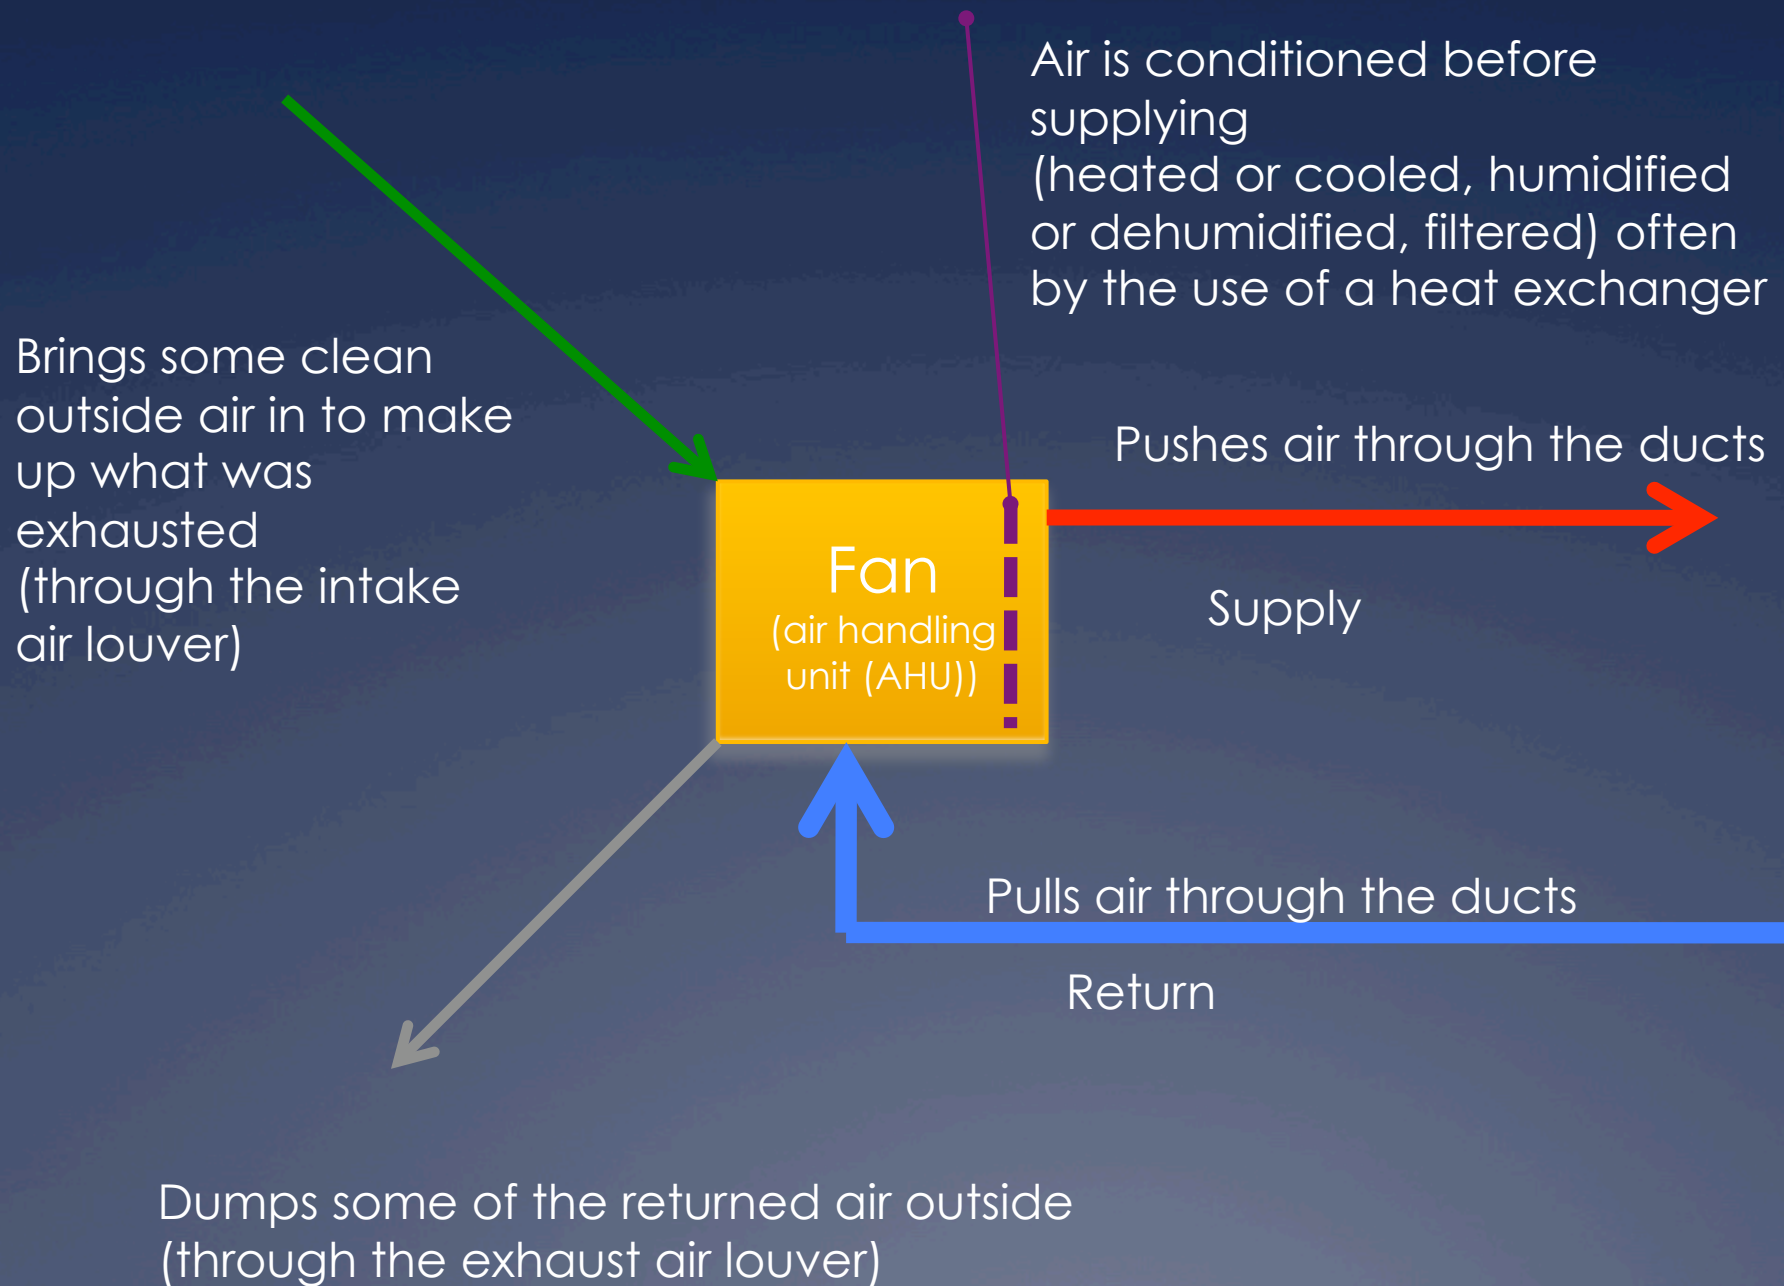 Air is conditioned before
supplying
(heated or cooled, humidified
or dehumidified, filtered) often
by the use of a heat exchanger
Brings some clean
outside air in to make
up what was
exhausted
(through the intake
air louver)
Pushes air through the ducts
Fan
(air handling
unit (AHU))
Supply
Pulls air through the ducts
Return
Dumps some of the returned air outside
(through the exhaust air louver)